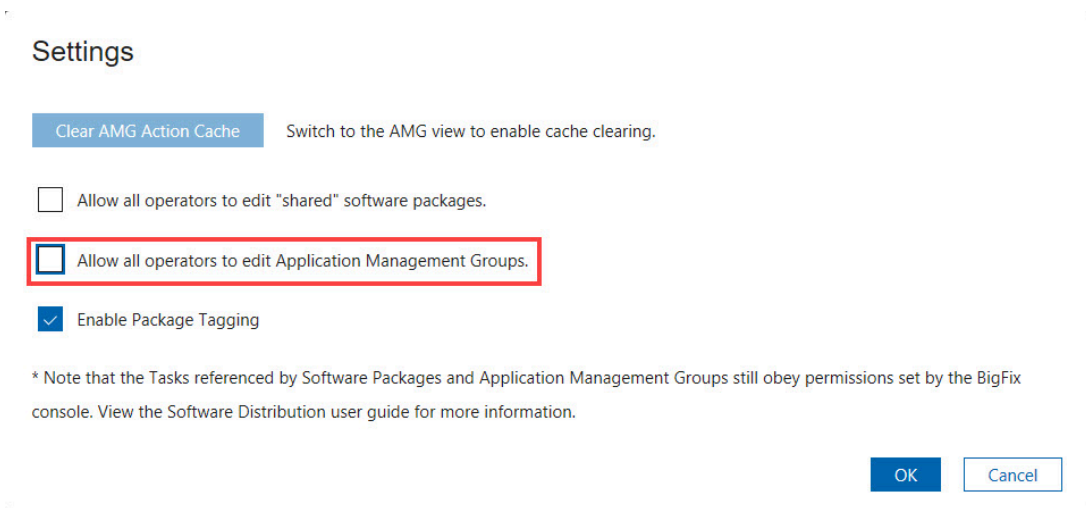 Settings
Clear AMG Action Cache Switch to the AMG view to enable cache clearing.
Allow all operators to edit "shared" software packages.
Allow all operators to edit Application Management Groups.
Enable Package Tagging
* Note that the Tasks referenced by Software Packages and Application Management Groups still obey permissions set by the BigFix
console. View the Software Distribution user guide for more information.
OK Cancel